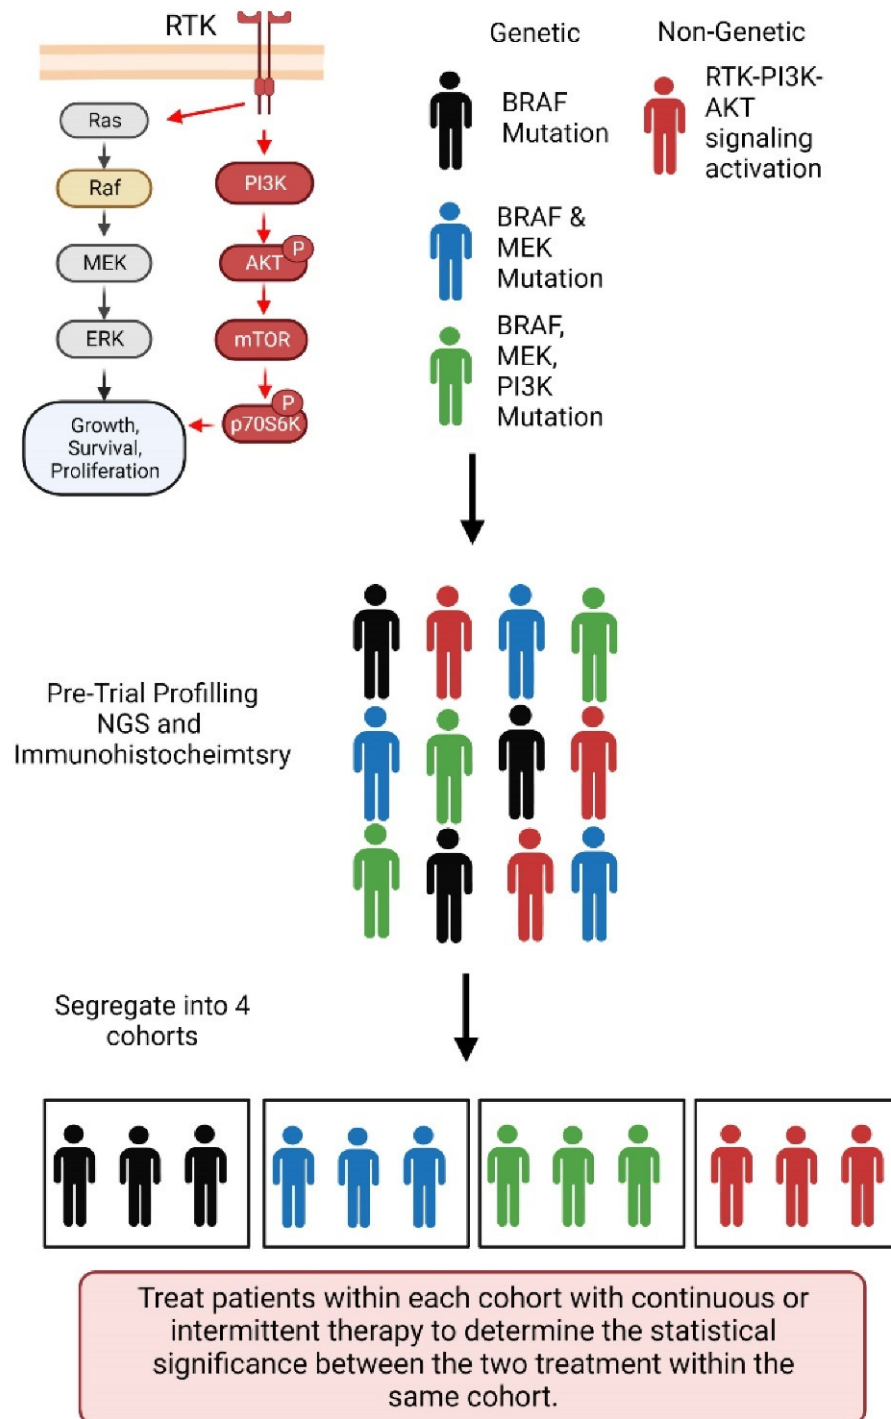 RTK
Ras
Raf
MEK
ERK
Growth,
Survival,
Proliferation
PI3K
AKT
P
mTOR
P
p70S6K
Genetic
Non-Genetic
BRAF
Mutation
RTK-PI3K-
AKT
signaling
activation
BRAF &
MEK
Mutation
BRAF,
MEK,
PI3K
Mutation
Pre-Trial Profilling
NGS and
Immunohistocheimtsry
Segregate into 4
cohorts
Treat patients within each cohort with continuous or
intermittent therapy to determine the statistical
significance between the two treatment within the
same cohort.